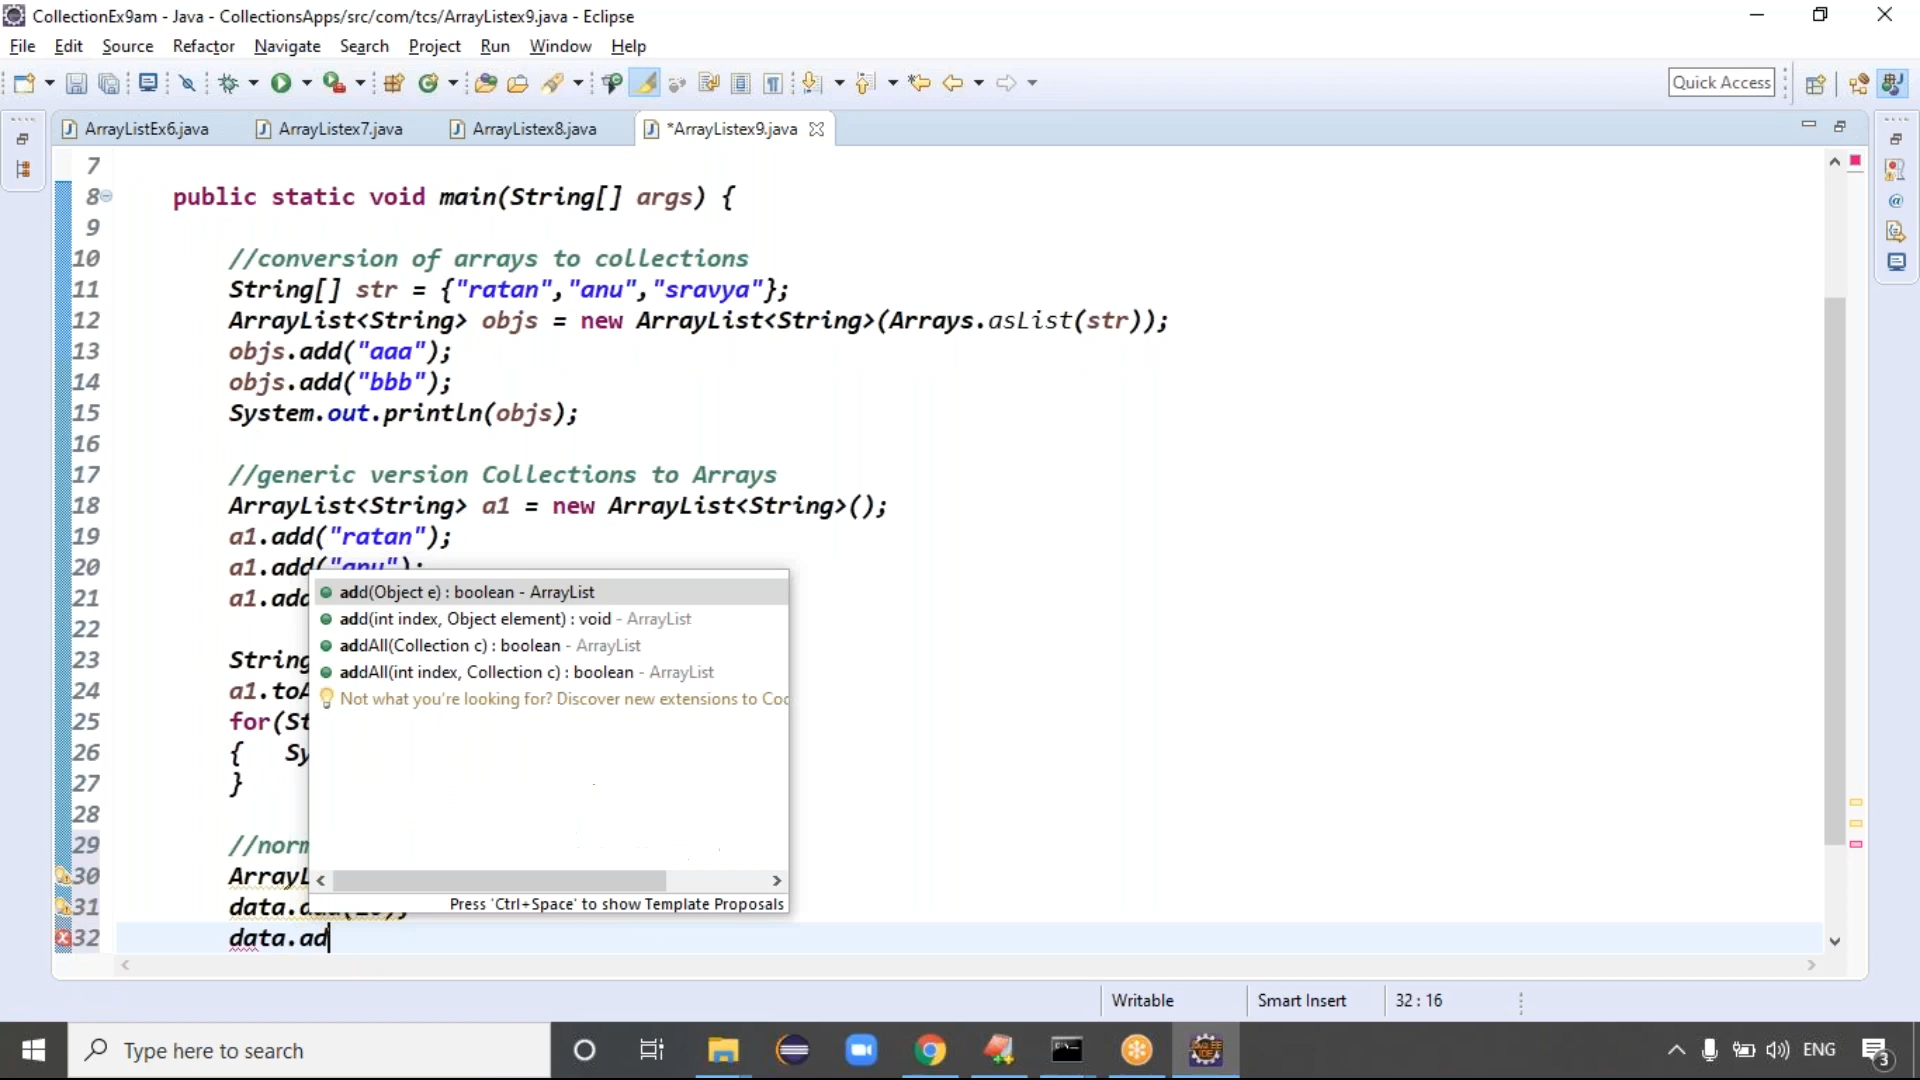 CollectionEx9am - Java - CollectionsApps/src/com/tcs/ArrayListex9.java - Eclipse
File Edit Source Refactor Navigate Search Project Run Window Help
Quick Access
ArrayListEx6.java ArrayListex7.java ArrayListex8.java *ArrayListex9.java
7
8 public static void main(String[] args) {
9
10 //conversion of arrays to collections
11 String[] str = {"ratan","anu","sravya"};
12 ArrayList<String> objs = new ArrayList<String>(Arrays.asList(str));
13 objs.add("aaa");
14 objs.add("bbb");
15 System.out.println(objs);
16
17 //generic version Collections to Arrays
18 ArrayList<String> a1 = new ArrayList<String>();
19 a1.add("ratan");
20 a1.add("anu");
21 a1.add
22
23 String
24 a1.toA
25 for(St
26 { Sy
27 }
28
29 //norm
30 ArrayL
31 data.add(10);
32 data.ad
add(Object e) : boolean - ArrayList
add(int index, Object element) : void - ArrayList
addAll(Collection c) : boolean - ArrayList
addAll(int index, Collection c) : boolean - ArrayList
Not what you're looking for? Discover new extensions to Coc
Press 'Ctrl+Space' to show Template Proposals
Writable Smart Insert 32 : 16
Type here to search
ENG
3